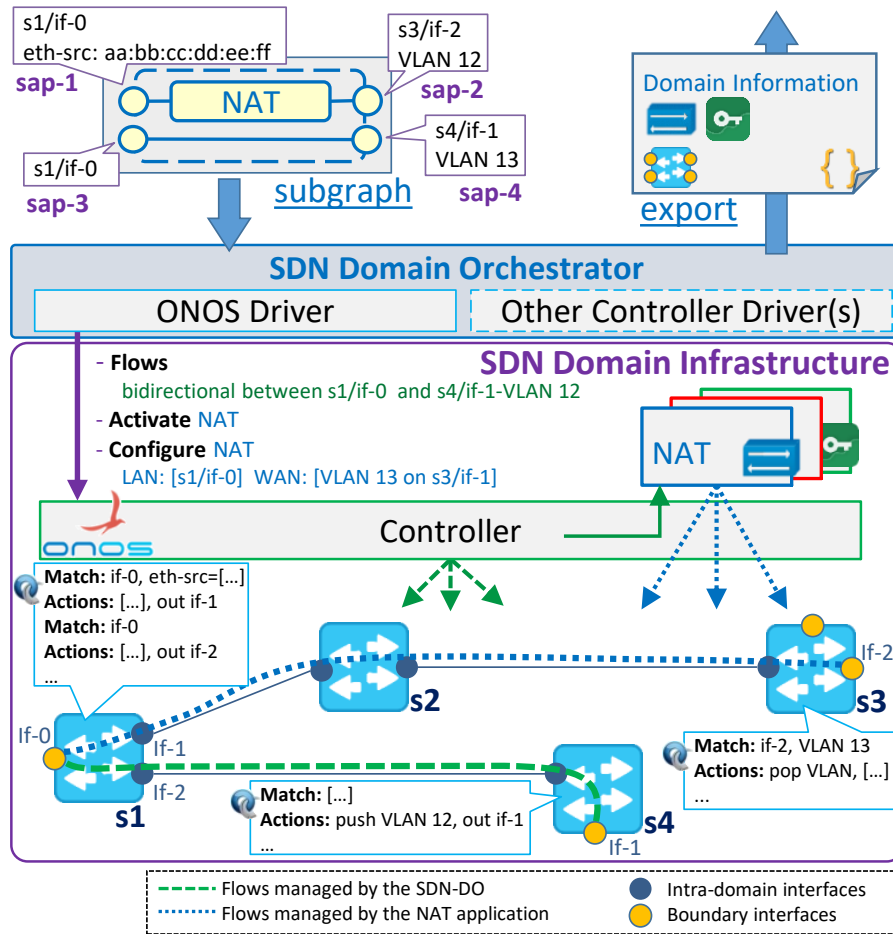 s1/if-0
eth-src: aa:bb:cc:dd:ee:ff
sap-1
s3/if-2
VLAN 12
sap-2
NAT
s1/if-0
sap-3
s4/if-1
VLAN 13
sap-4
subgraph
Domain Information
{ }
export
SDN Domain Orchestrator
ONOS Driver
Other Controller Driver(s)
SDN Domain Infrastructure
- Flows
bidirectional between s1/if-0 and s4/if-1-VLAN 12
- Activate NAT
- Configure NAT
LAN: [s1/if-0] WAN: [VLAN 13 on s3/if-1]
NAT
onos
Controller
Match: if-0, eth-src=[...]
Actions: [...], out if-1
Match: if-0
Actions: [...], out if-2
...
s2
If-2
s3
If-0
If-1
If-2
s1
Match: if-2, VLAN 13
Actions: pop VLAN, [...]
...
Match: [...]
Actions: push VLAN 12, out if-1
...
s4
If-1
Flows managed by the SDN-DO
Flows managed by the NAT application
Intra-domain interfaces
Boundary interfaces